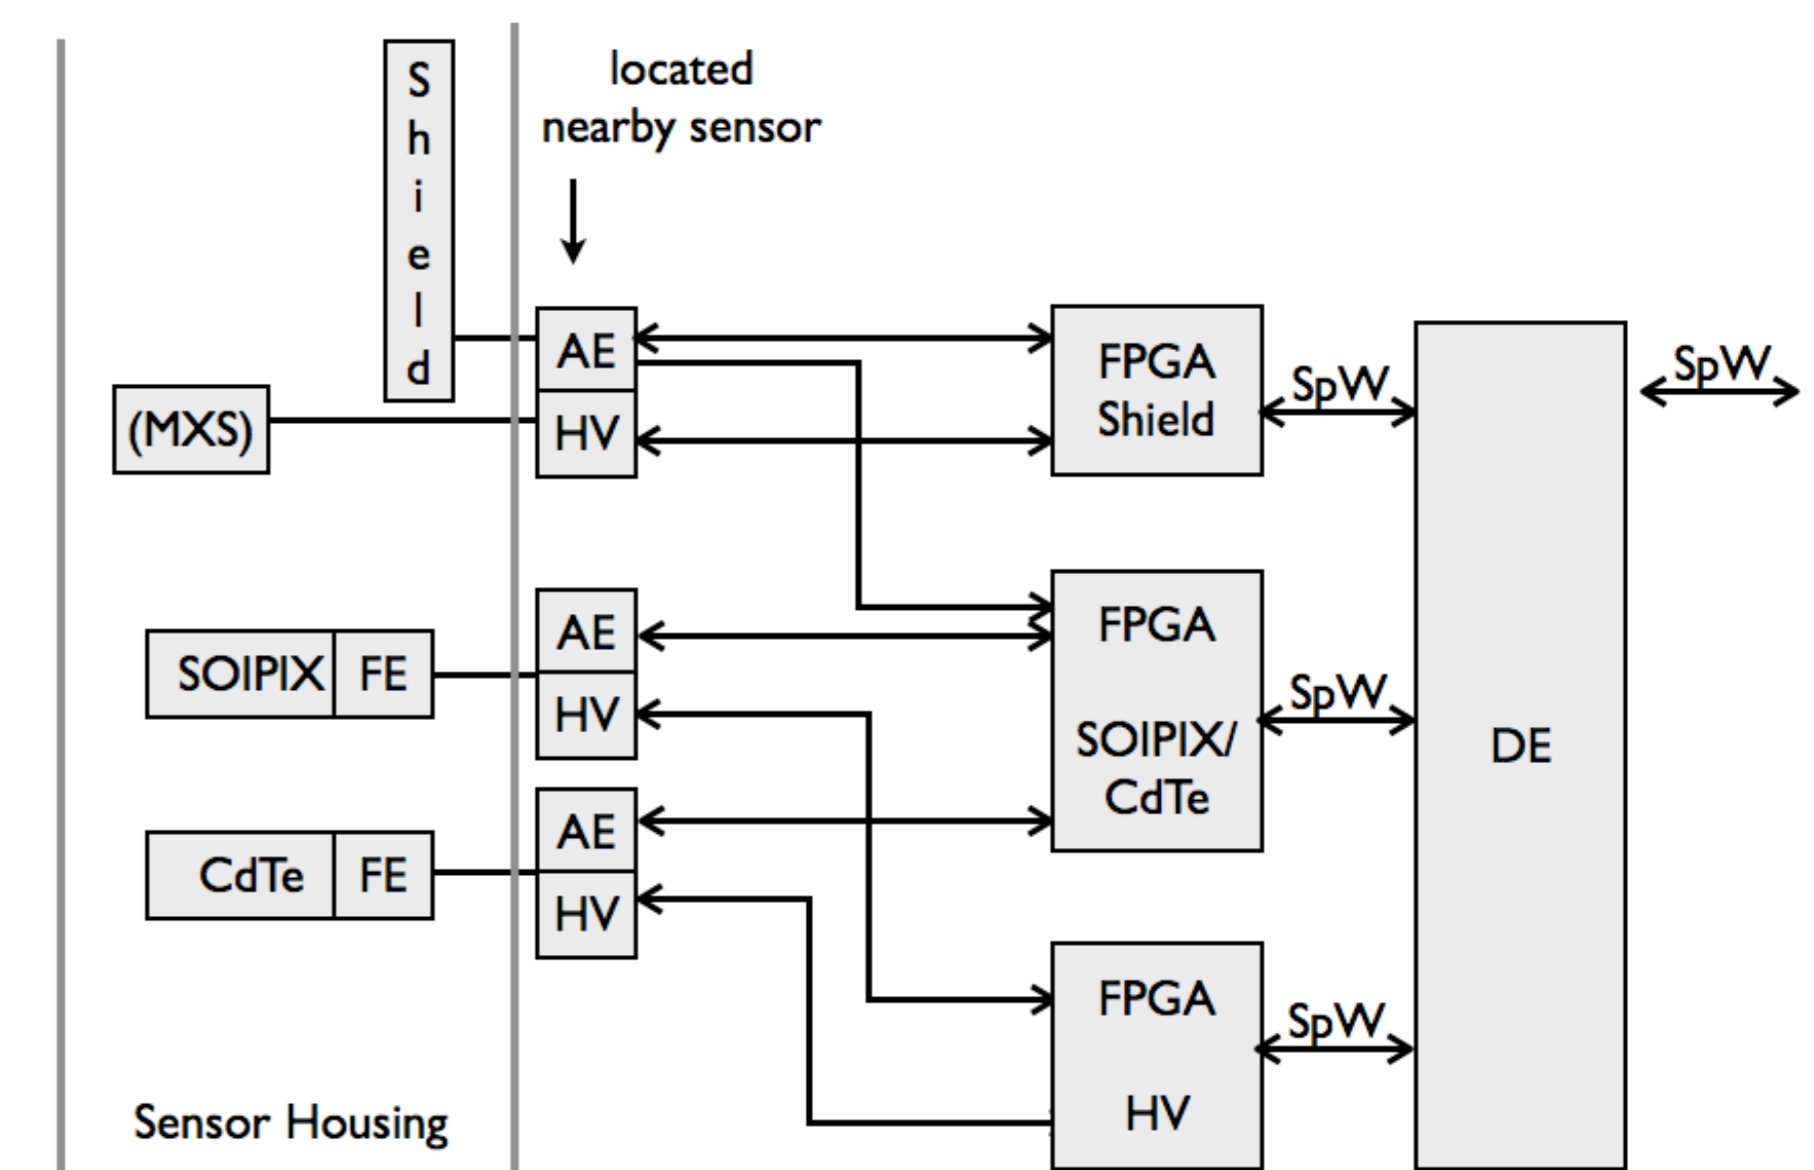 S
h
i
e
l
d
located
nearby sensor
AE
HV
(MXS)
FPGA
Shield
SpW
SpW
SOIPIX FE
AE
HV
FPGA
SOIPIX/
CdTe
SpW
DE
CdTe FE
AE
HV
FPGA
HV
SpW
Sensor Housing